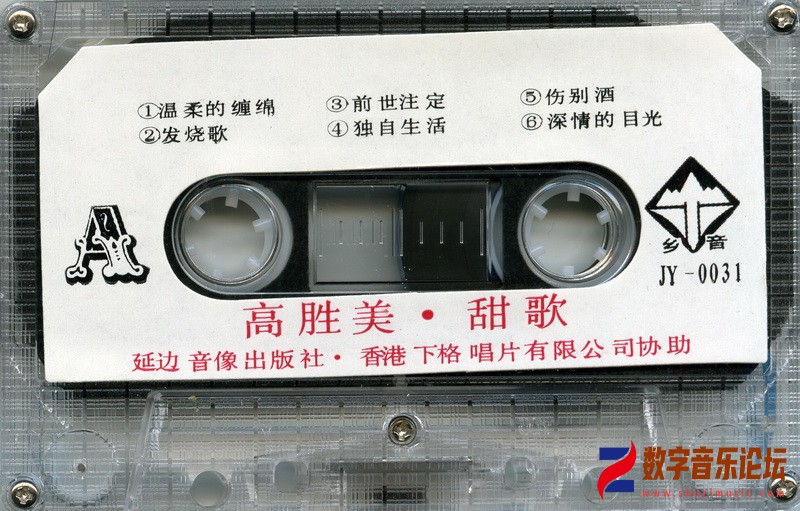 ①温柔的缠绵 ③前世注定 ⑤伤别酒
②发烧歌 ④独自生活 ⑥深情的目光
A
乡音
JY-0031
高胜美·甜歌
延边音像出版社·香港下格唱片有限公司协助
数字音乐论坛